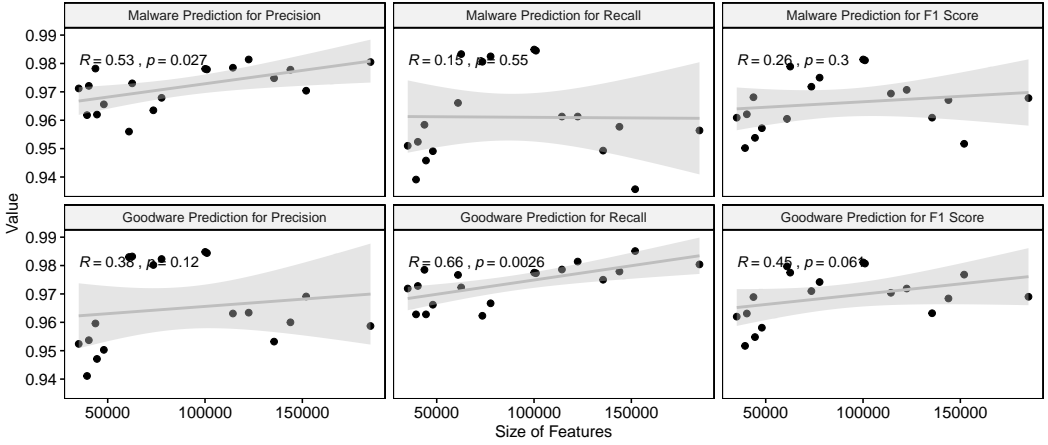 Malware Prediction for Precision
Malware Prediction for Recall
Malware Prediction for F1 Score
0.99
0.98
0.97
0.96
0.95
0.94
R = 0.53 , p = 0.027
R = 0.15 , p = 0.55
R = 0.26 , p = 0.3
Value
Goodware Prediction for Precision
Goodware Prediction for Recall
Goodware Prediction for F1 Score
0.99
0.98
0.97
0.96
0.95
0.94
R = 0.38 , p = 0.12
R = 0.66 , p = 0.0026
R = 0.45 , p = 0.061
50000 100000 150000
50000 100000 150000
50000 100000 150000
Size of Features